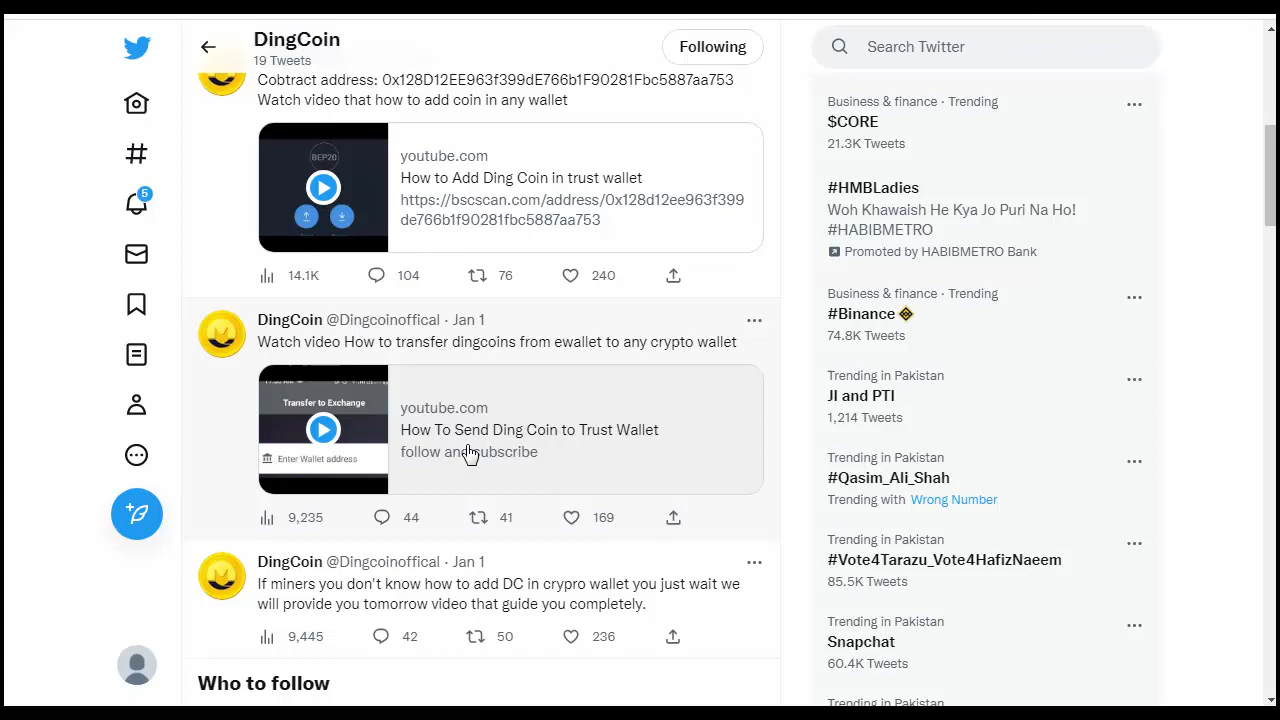 DingCoin
19 Tweets
Following
Cobtract address: 0x128D12EE963f399dE766b1F90281Fbc5887aa753
Watch video that how to add coin in any wallet
BEP20
youtube.com
How to Add Ding Coin in trust wallet
https://bscscan.com/address/0x128d12ee963f399
de766b1f90281fbc5887aa753
14.1K 104 76 240
DingCoin @Dingcoinoffical · Jan 1
Watch video How to transfer dingcoins from ewallet to any crypto wallet
Transfer to Exchange
Enter Wallet address
youtube.com
How To Send Ding Coin to Trust Wallet
follow and subscribe
9,235 44 41 169
DingCoin @Dingcoinoffical · Jan 1
If miners you don't know how to add DC in crypro wallet you just wait we
will provide you tomorrow video that guide you completely.
9,445 42 50 236
Who to follow
5
Search Twitter
Business & finance · Trending
$CORE
21.3K Tweets
#HMBLadies
Woh Khawaish He Kya Jo Puri Na Ho!
#HABIBMETRO
Promoted by HABIBMETRO Bank
Business & finance · Trending
#Binance
74.8K Tweets
Trending in Pakistan
JI and PTI
1,214 Tweets
Trending in Pakistan
#Qasim_Ali_Shah
Trending with Wrong Number
Trending in Pakistan
#Vote4Tarazu_Vote4HafizNaeem
85.5K Tweets
Trending in Pakistan
Snapchat
60.4K Tweets
Trending in Pakistan